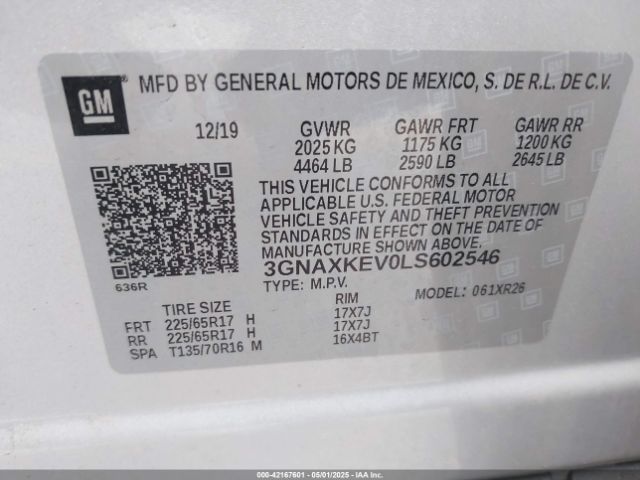 GM
MFD BY GENERAL MOTORS DE MEXICO, S. DE R.L. DE C.V.
12/19 GVWR GAWR FRT GAWR RR
2025 KG 1175 KG 1200 KG
4464 LB 2590 LB 2645 LB
THIS VEHICLE CONFORMS TO ALL
APPLICABLE U.S. FEDERAL MOTOR
VEHICLE SAFETY AND THEFT PREVENTION
STANDARDS IN EFFECT ON THE DATE OF
MANUFACTURE SHOWN ABOVE.
3GNAXKEV0LS602546
636R
TYPE: M.P.V. MODEL: 061XR26
TIRE SIZE RIM
FRT 225/65R17 H 17X7J
RR 225/65R17 H 17X7J
SPA T135/70R16 M 16X4BT
000-42167601 - 05/01/2025 - IAAI.com